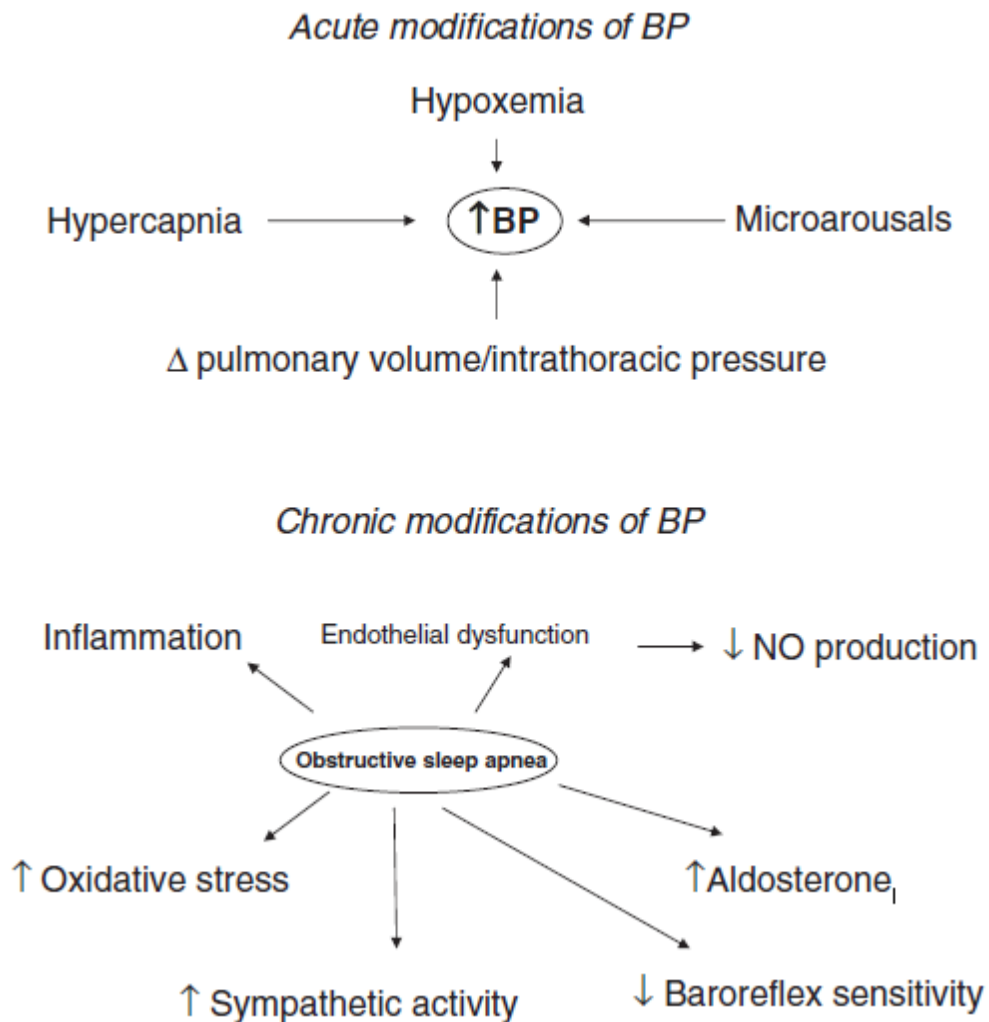 Acute modifications of BP
Hypoxemia
Hypercapnia
↑BP
Microarousals
Δ pulmonary volume/intrathoracic pressure
Chronic modifications of BP
Inflammation
Endothelial dysfunction
↓ NO production
Obstructive sleep apnea
↑ Oxidative stress
↑Aldosterone|
↑ Sympathetic activity
↓ Baroreflex sensitivity